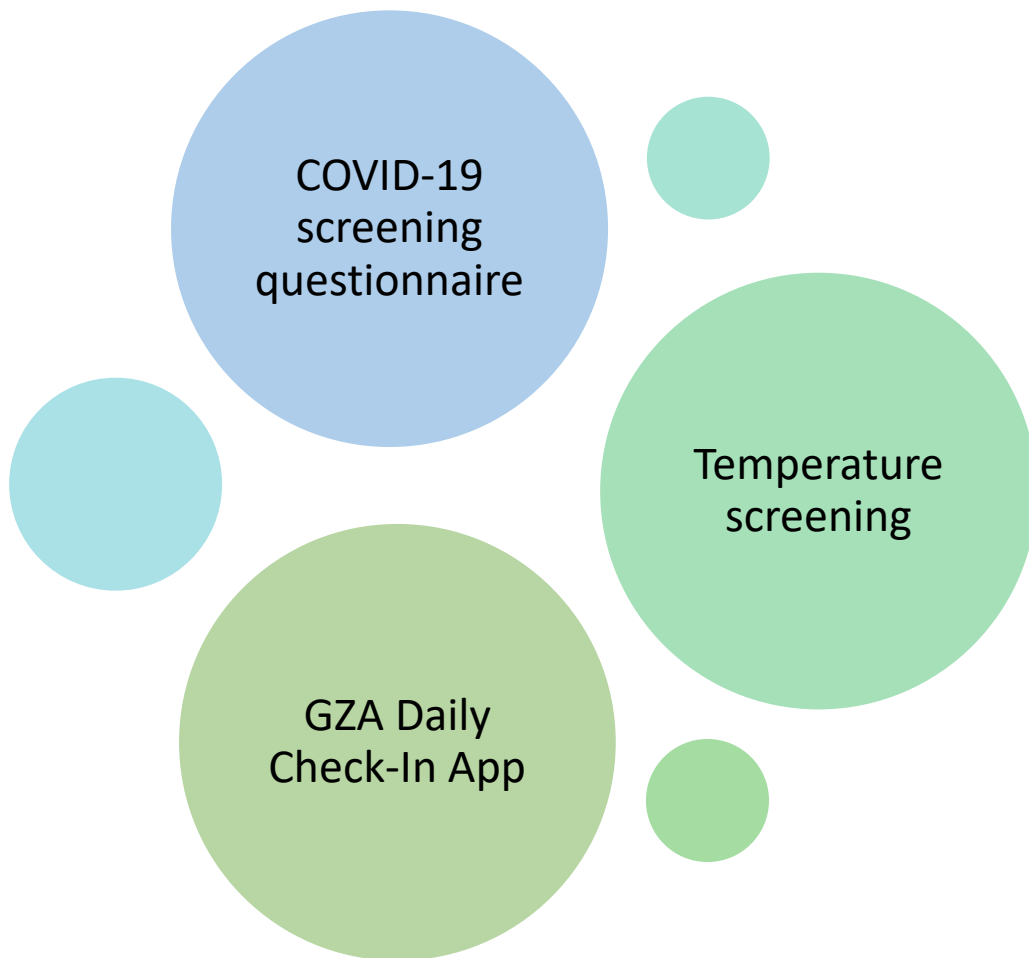 COVID-19
screening
questionnaire
Temperature
screening
GZA Daily
Check-In App